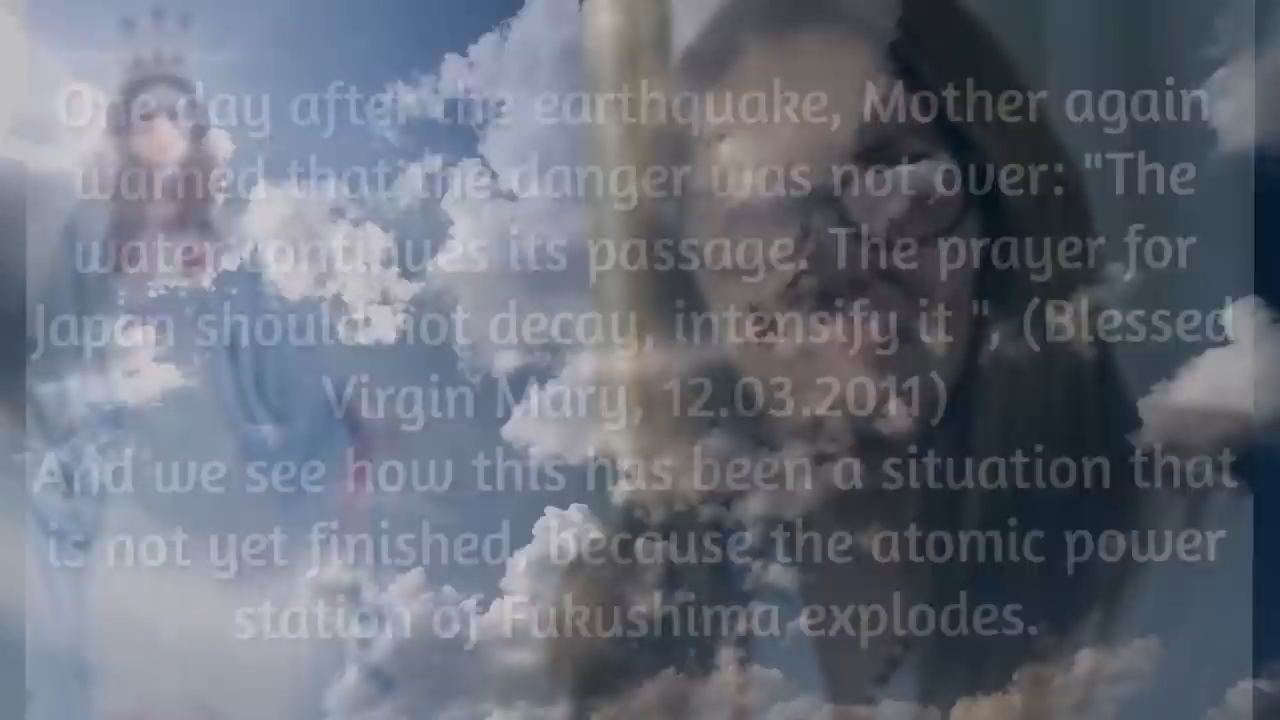 One day after the earthquake, Mother again
warned that the danger was not over: "The
water continues its passage. The prayer for
Japan should not decay, intensify it ", (Blessed
Virgin Mary, 12.03.2011)
And we see how this has been a situation that
is not yet finished, because the atomic power
station of Fukushima explodes.